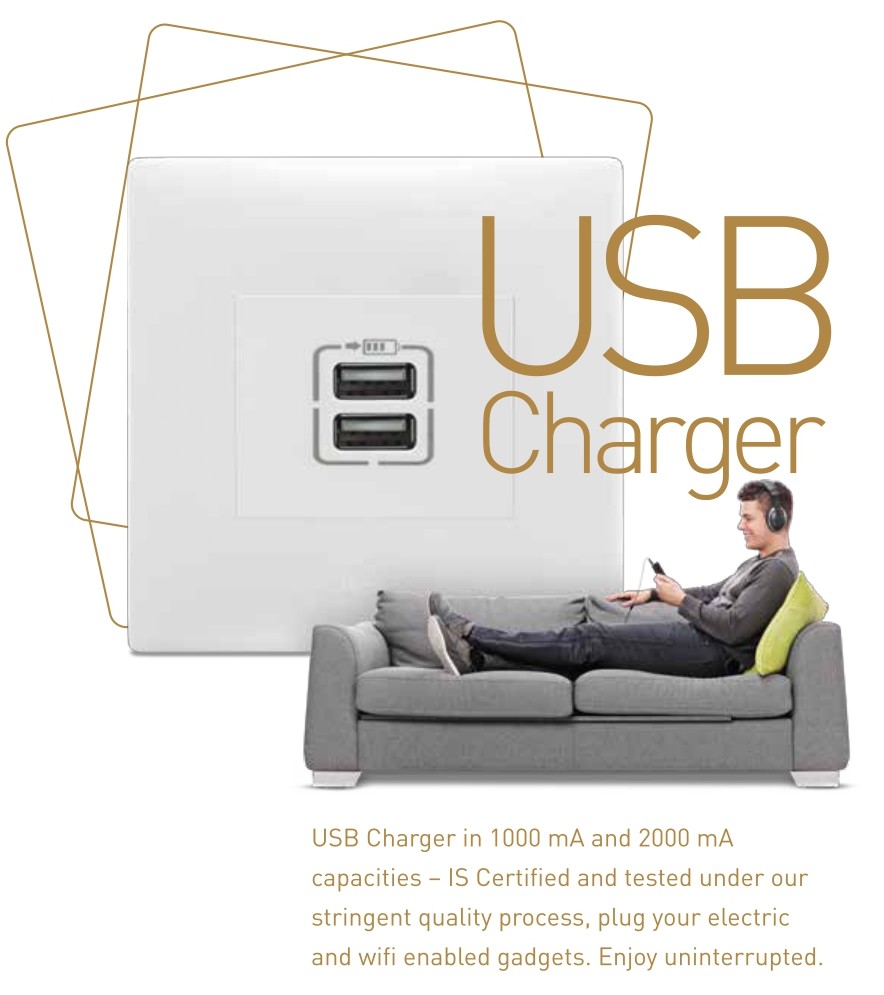 USB
Charger
USB Charger in 1000 mA and 2000 mA
capacities – IS Certified and tested under our
stringent quality process, plug your electric
and wifi enabled gadgets. Enjoy uninterrupted.